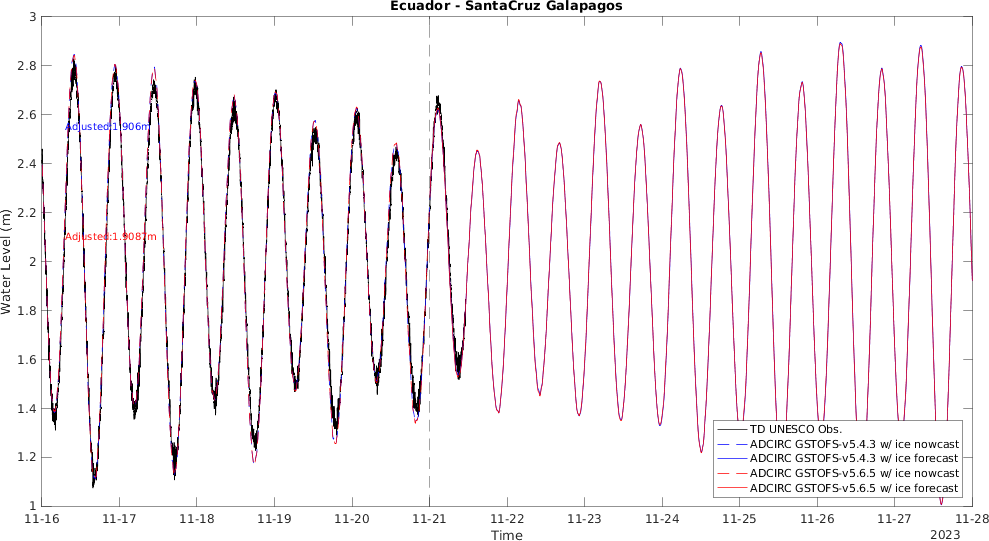 Ecuador - SantaCruz Galapagos
3
2.8
2.6
2.4
2.2
2
1.8
1.6
1.4
1.2
1
Water Level (m)
Adjusted:1.906m
Adjusted:1.9087m
TD UNESCO Obs.
ADCIRC GSTOFS-v5.4.3 w/ ice nowcast
ADCIRC GSTOFS-v5.4.3 w/ ice forecast
ADCIRC GSTOFS-v5.6.5 w/ ice nowcast
ADCIRC GSTOFS-v5.6.5 w/ ice forecast
11-16 11-17 11-18 11-19 11-20 11-21 11-22 11-23 11-24 11-25 11-26 11-27 11-28
Time
2023